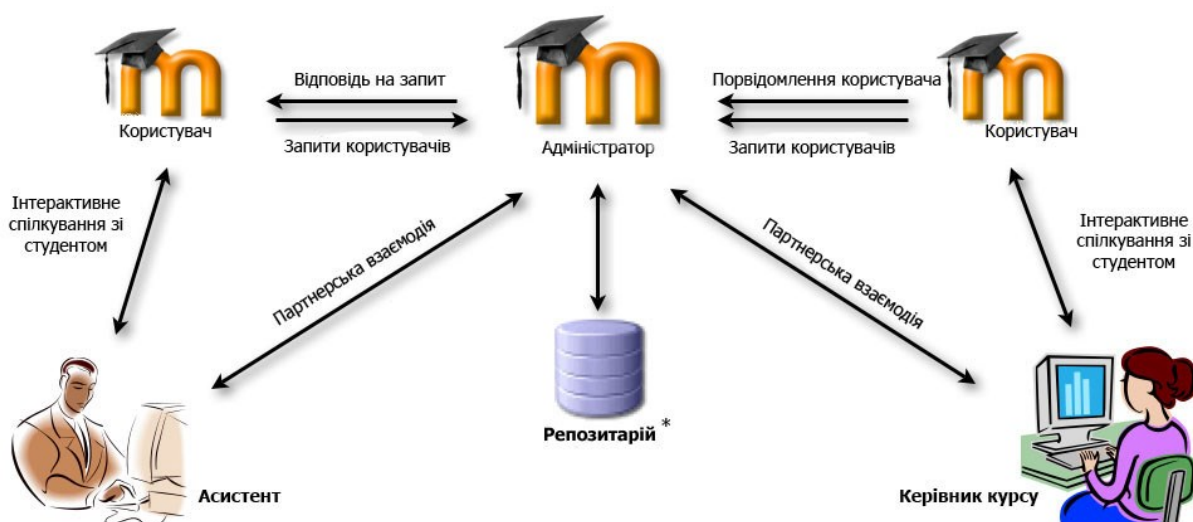 Відповідь на запит
Порвідомлення користувача
Користувач
Запити користувачів
Адміністратор
Запити користувачів
Користувач
Інтерактивне
спілкування зі
студентом
Партнерська взаємодія
Партнерська взаємодія
Інтерактивне
спілкування зі
студентом
Репозитарій *
Асистент
Керівник курсу